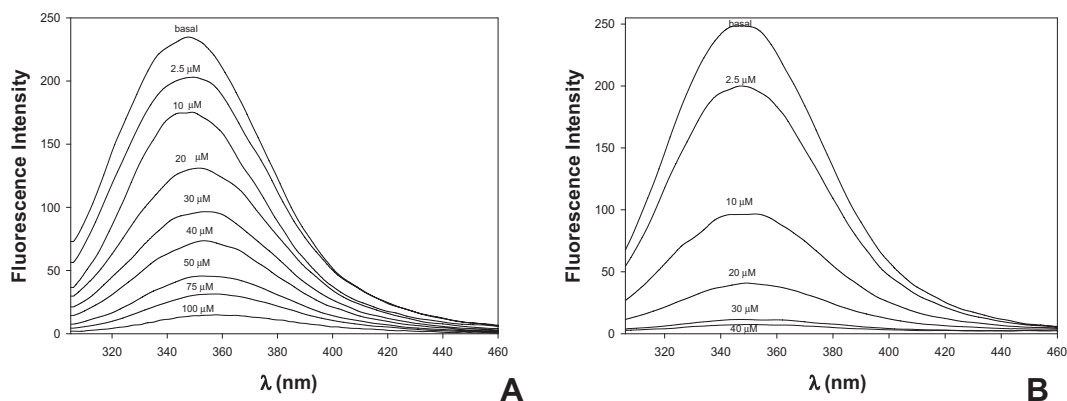 Fluorescence Intensity
250
200
150
100
50
0
basal
2.5 μM
10 μM
20 μM
30 μM
40 μM
50 μM
75 μM
100 μM
320 340 360 380 400 420 440 460
λ (nm)
A
Fluorescence Intensity
250
200
150
100
50
0
basal
2.5 μM
10 μM
20 μM
30 μM
40 μM
320 340 360 380 400 420 440 460
λ (nm)
B